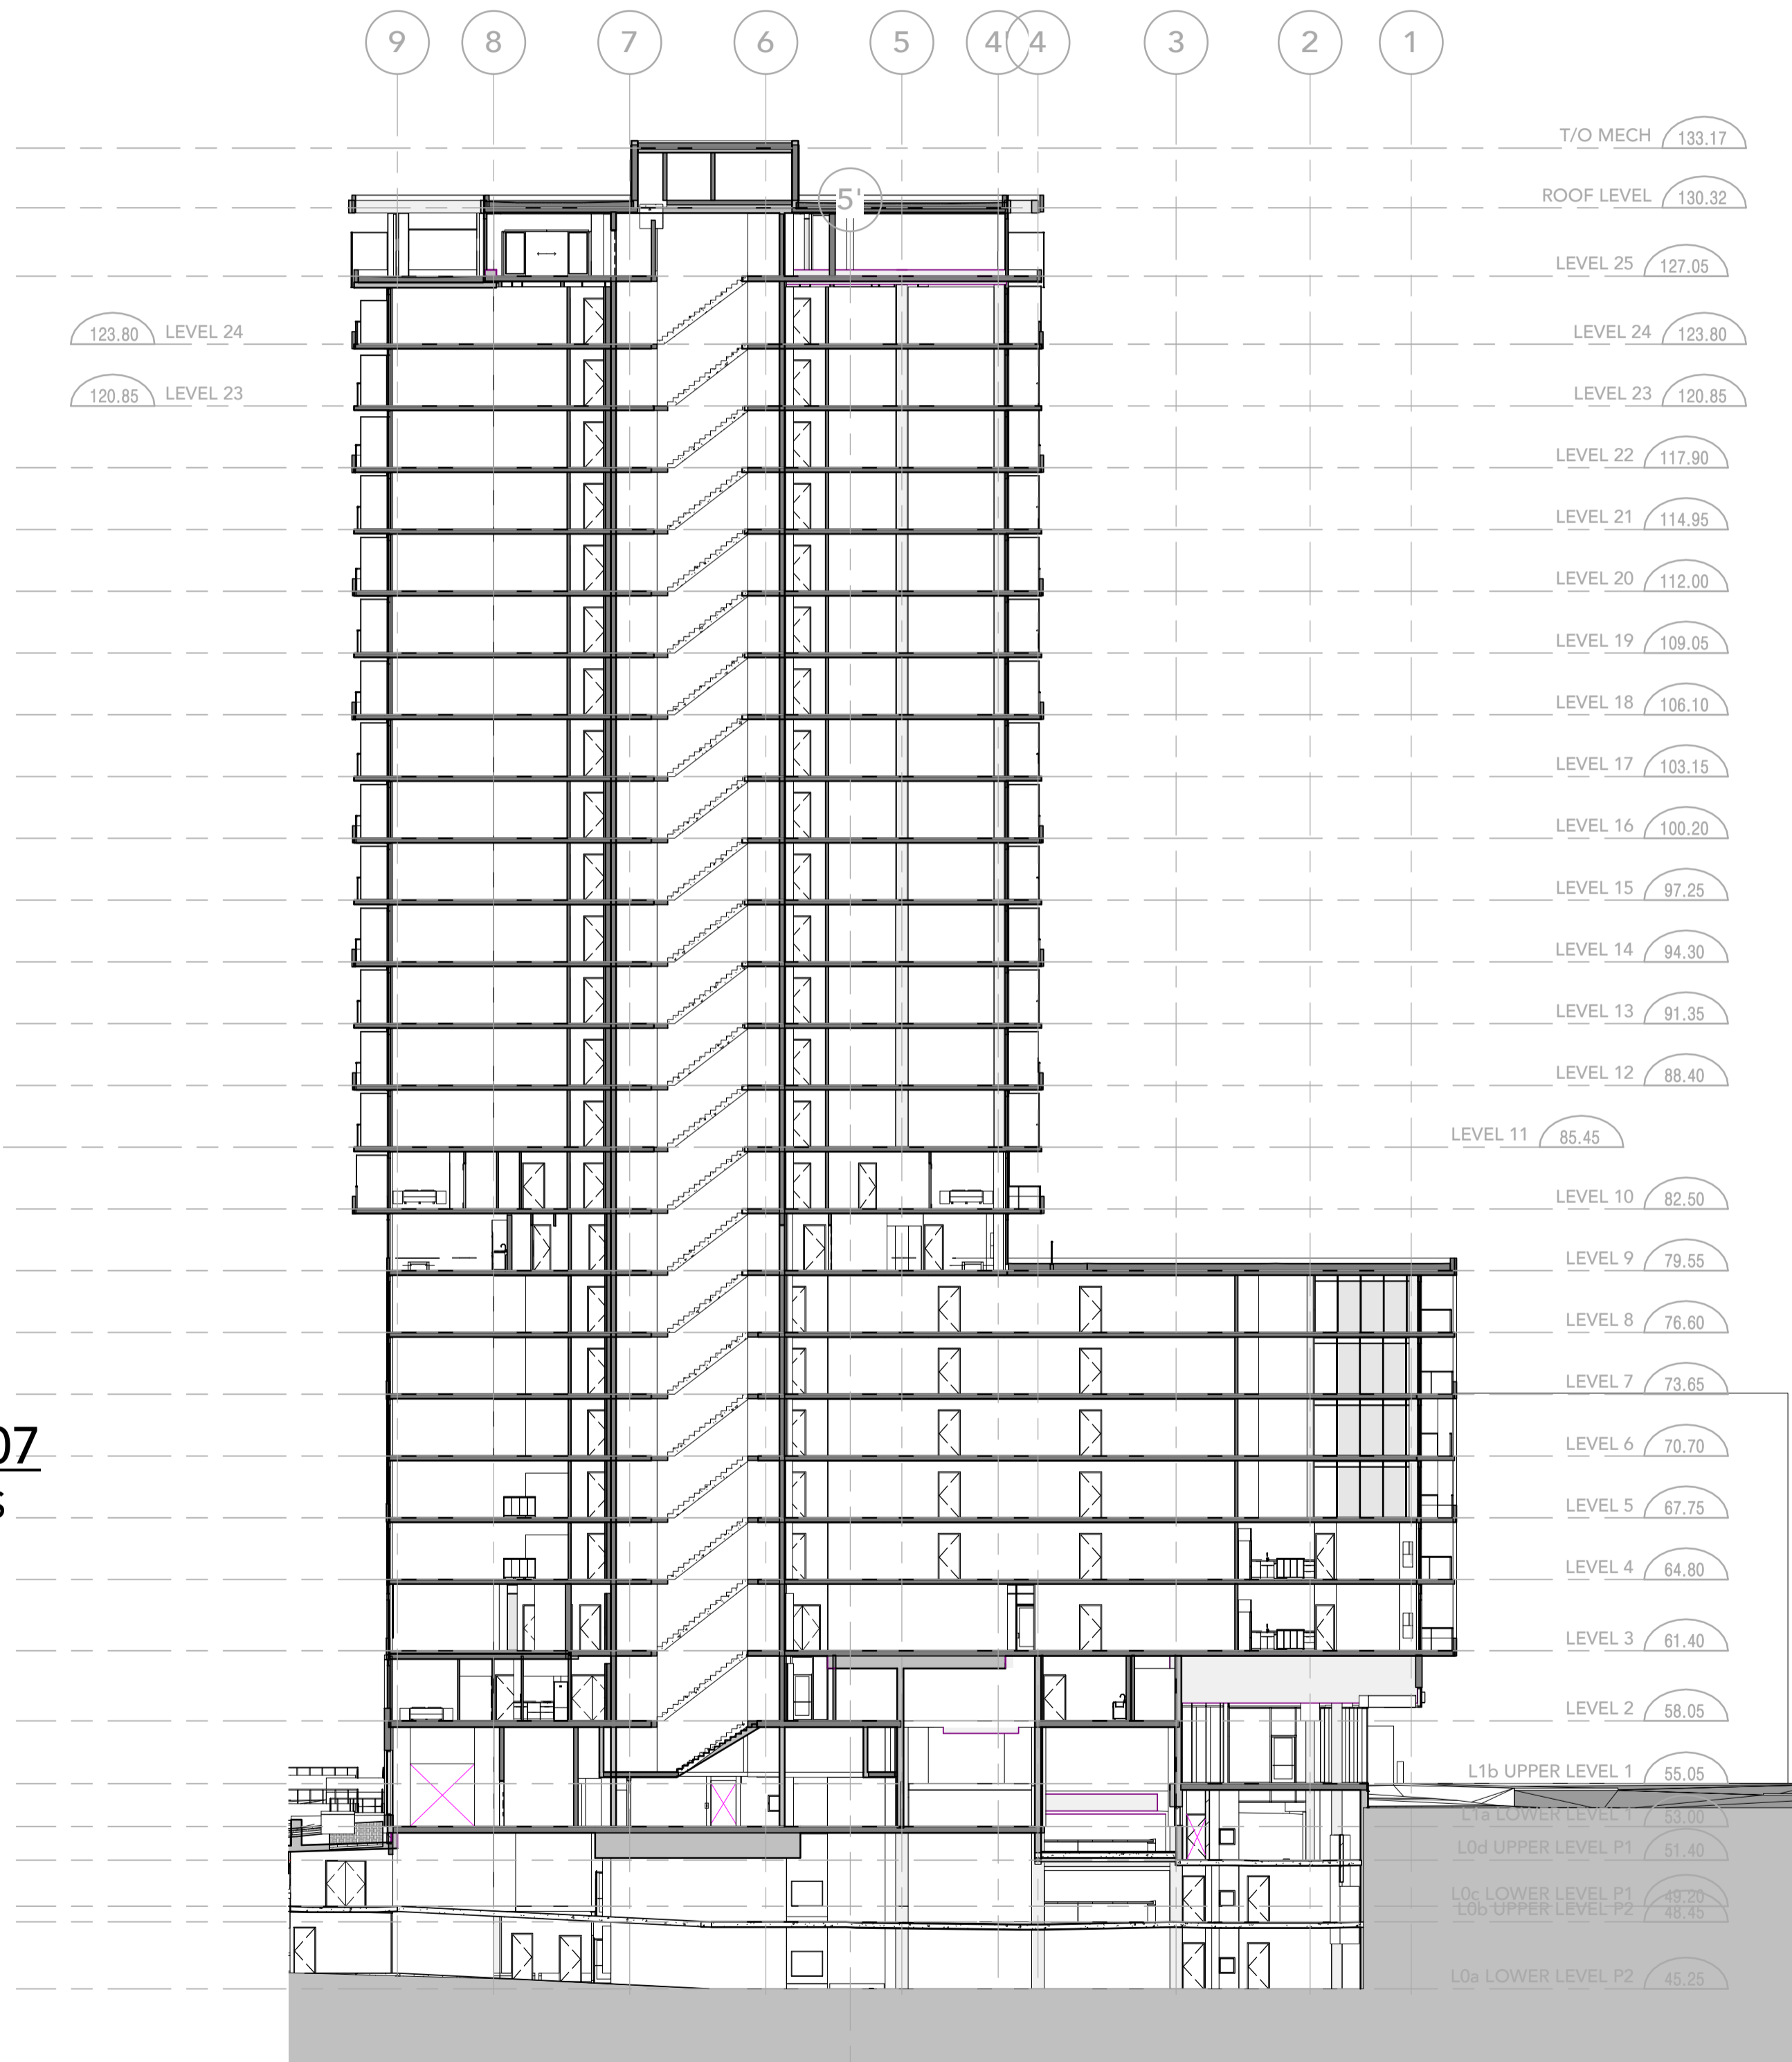 9 8 7 6 5 4' 4 3 2 1
T/O MECH 133.17
5'
ROOF LEVEL 130.32
LEVEL 25 127.05
123.80 LEVEL 24
LEVEL 24 123.80
120.85 LEVEL 23
LEVEL 23 120.85
LEVEL 22 117.90
LEVEL 21 114.95
LEVEL 20 112.00
LEVEL 19 109.05
LEVEL 18 106.10
LEVEL 17 103.15
LEVEL 16 100.20
LEVEL 15 97.25
LEVEL 14 94.30
LEVEL 13 91.35
LEVEL 12 88.40
LEVEL 11 85.45
LEVEL 10 82.50
LEVEL 9 79.55
LEVEL 8 76.60
LEVEL 7 73.65
07
LEVEL 6 70.70
s
LEVEL 5 67.75
LEVEL 4 64.80
LEVEL 3 61.40
LEVEL 2 58.05
L1b UPPER LEVEL 1 55.05
L1a LOWER LEVEL 1 53.00
L0d UPPER LEVEL P1 51.40
L0c LOWER LEVEL P1 49.20
L0b UPPER LEVEL P2 48.45
L0a LOWER LEVEL P2 45.25